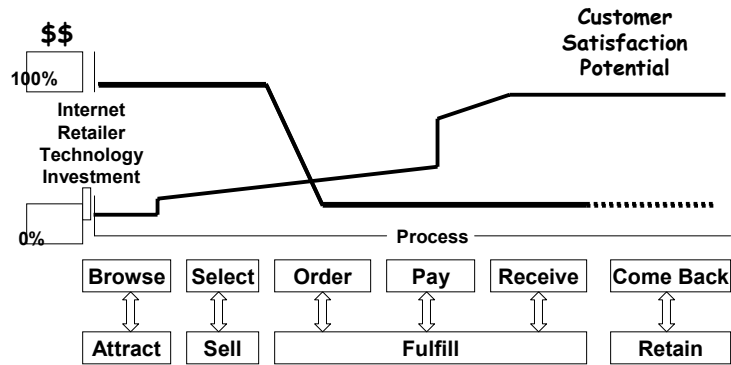 $$
Customer
Satisfaction
Potential
100%
Internet
Retailer
Technology
Investment
0%
Process
Browse
Select
Order
Pay
Receive
Come Back
Attract
Sell
Fulfill
Retain